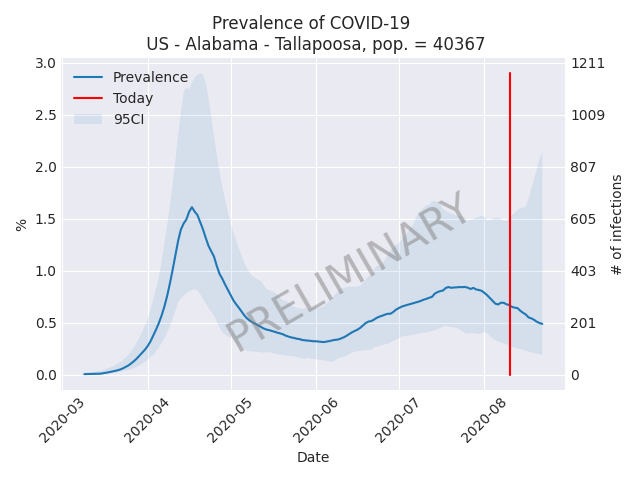 Prevalence of COVID-19
US - Alabama - Tallapoosa, pop. = 40367
Prevalence
Today
95CI
PRELIMINARY
%
3.0
2.5
2.0
1.5
1.0
0.5
0.0
1211
1009
807
605
403
201
0
# of infections
2020-03
2020-04
2020-05
2020-06
2020-07
2020-08
Date